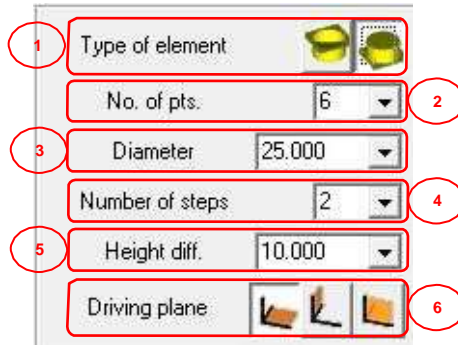 1 Type of element
No. of pts. 6 2
3 Diameter 25.000
Number of steps 2 4
5 Height diff. 10.000
Driving plane 6